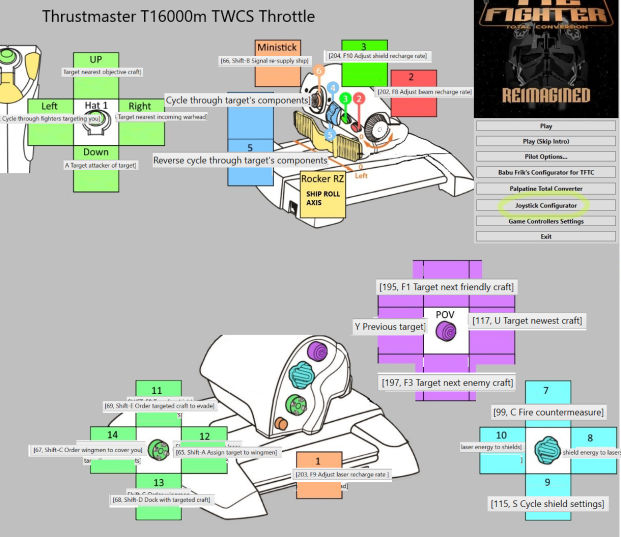 Thrustmaster T16000m TWCS Throttle
FIGHTER
TOTAL CONVERSION
REIMAGINED
Play
Play (Skip Intro)
Pilot Options...
Babu Frik's Configurator for TFTC
Palpatine Total Converter
Joystick Configurator
Game Controllers Settings
Exit
UP
Target nearest objective craft]
Left
Hat 1
Right
Cycle through fighters targeting you]
[Target nearest incoming warhead]
Down
A Target attacker of target]
Ministick
[66, Shift-B Signal re-supply ship]
3
[204, F10 Adjust shield recharge rate]
2
[202, F8 Adjust beam recharge rate]
6
4
3
2
5
Cycle through target's components]
5
Reverse cycle through target's components]
Left
Rocker RZ
SHIP ROLL
AXIS
[195, F1 Target next friendly craft]
POV
Y Previous target]
[117, U Target newest craft]
[197, F3 Target next enemy craft]
11
[69, Shift-E Order targeted craft to evade]
14
12
[67, Shift-C Order wingmen to cover you]
[65, Shift-A Assign target to wingmen]
13
[68, Shift-D Dock with targeted craft]
1
[203, F9 Adjust laser recharge rate ]
7
[99, C Fire countermeasure]
10
8
laser energy to shields]
shield energy to lasers
9
[115, S Cycle shield settings]